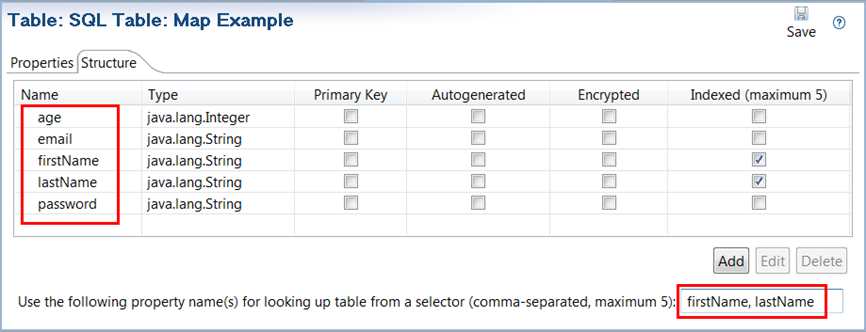 Table: SQL Table: Map Example
Save
Properties Structure
Name Type Primary Key Autogenerated Encrypted Indexed (maximum 5)
age java.lang.Integer
email java.lang.String
firstName java.lang.String
lastName java.lang.String
password java.lang.String
Add Edit Delete
Use the following property name(s) for looking up table from a selector (comma-separated, maximum 5): firstName, lastName